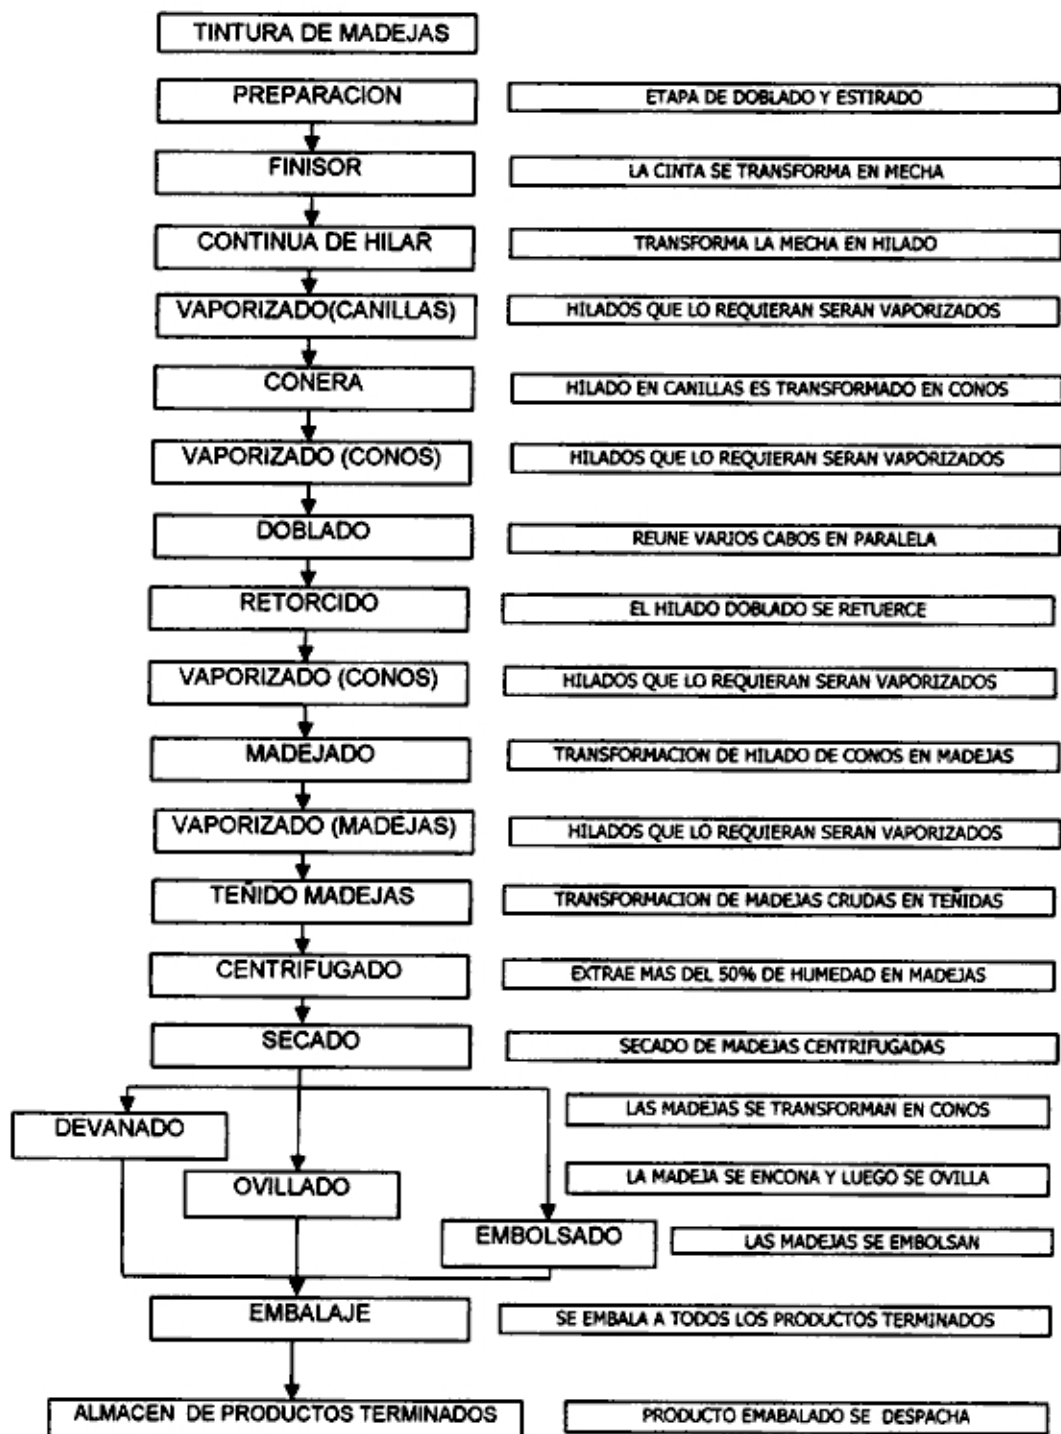 TINTURA DE MADEJAS
PREPARACION
ETAPA DE DOBLADO Y ESTIRADO
FINISOR
LA CINTA SE TRANSFORMA EN MECHA
CONTINUA DE HILAR
TRANSFORMA LA MECHA EN HILADO
VAPORIZADO(CANILLAS)
HILADOS QUE LO REQUIERAN SERAN VAPORIZADOS
CONERA
HILADO EN CANILLAS ES TRANSFORMADO EN CONOS
VAPORIZADO (CONOS)
HILADOS QUE LO REQUIERAN SERAN VAPORIZADOS
DOBLADO
REUNE VARIOS CABOS EN PARALELA
RETORCIDO
EL HILADO DOBLADO SE RETUERCE
VAPORIZADO (CONOS)
HILADOS QUE LO REQUIERAN SERAN VAPORIZADOS
MADEJADO
TRANSFORMACION DE HILADO DE CONOS EN MADEJAS
VAPORIZADO (MADEJAS)
HILADOS QUE LO REQUIERAN SERAN VAPORIZADOS
TEÑIDO MADEJAS
TRANSFORMACION DE MADEJAS CRUDAS EN TEÑIDAS
CENTRIFUGADO
EXTRAE MAS DEL 50% DE HUMEDAD EN MADEJAS
SECADO
SECADO DE MADEJAS CENTRIFUGADAS
DEVANADO
LAS MADEJAS SE TRANSFORMAN EN CONOS
OVILLADO
LA MADEJA SE ENCONA Y LUEGO SE OVILLA
EMBOLSADO
LAS MADEJAS SE EMBOLSAN
EMBALAJE
SE EMBALA A TODOS LOS PRODUCTOS TERMINADOS
ALMACEN DE PRODUCTOS TERMINADOS
PRODUCTO EMABALADO SE DESPACHA